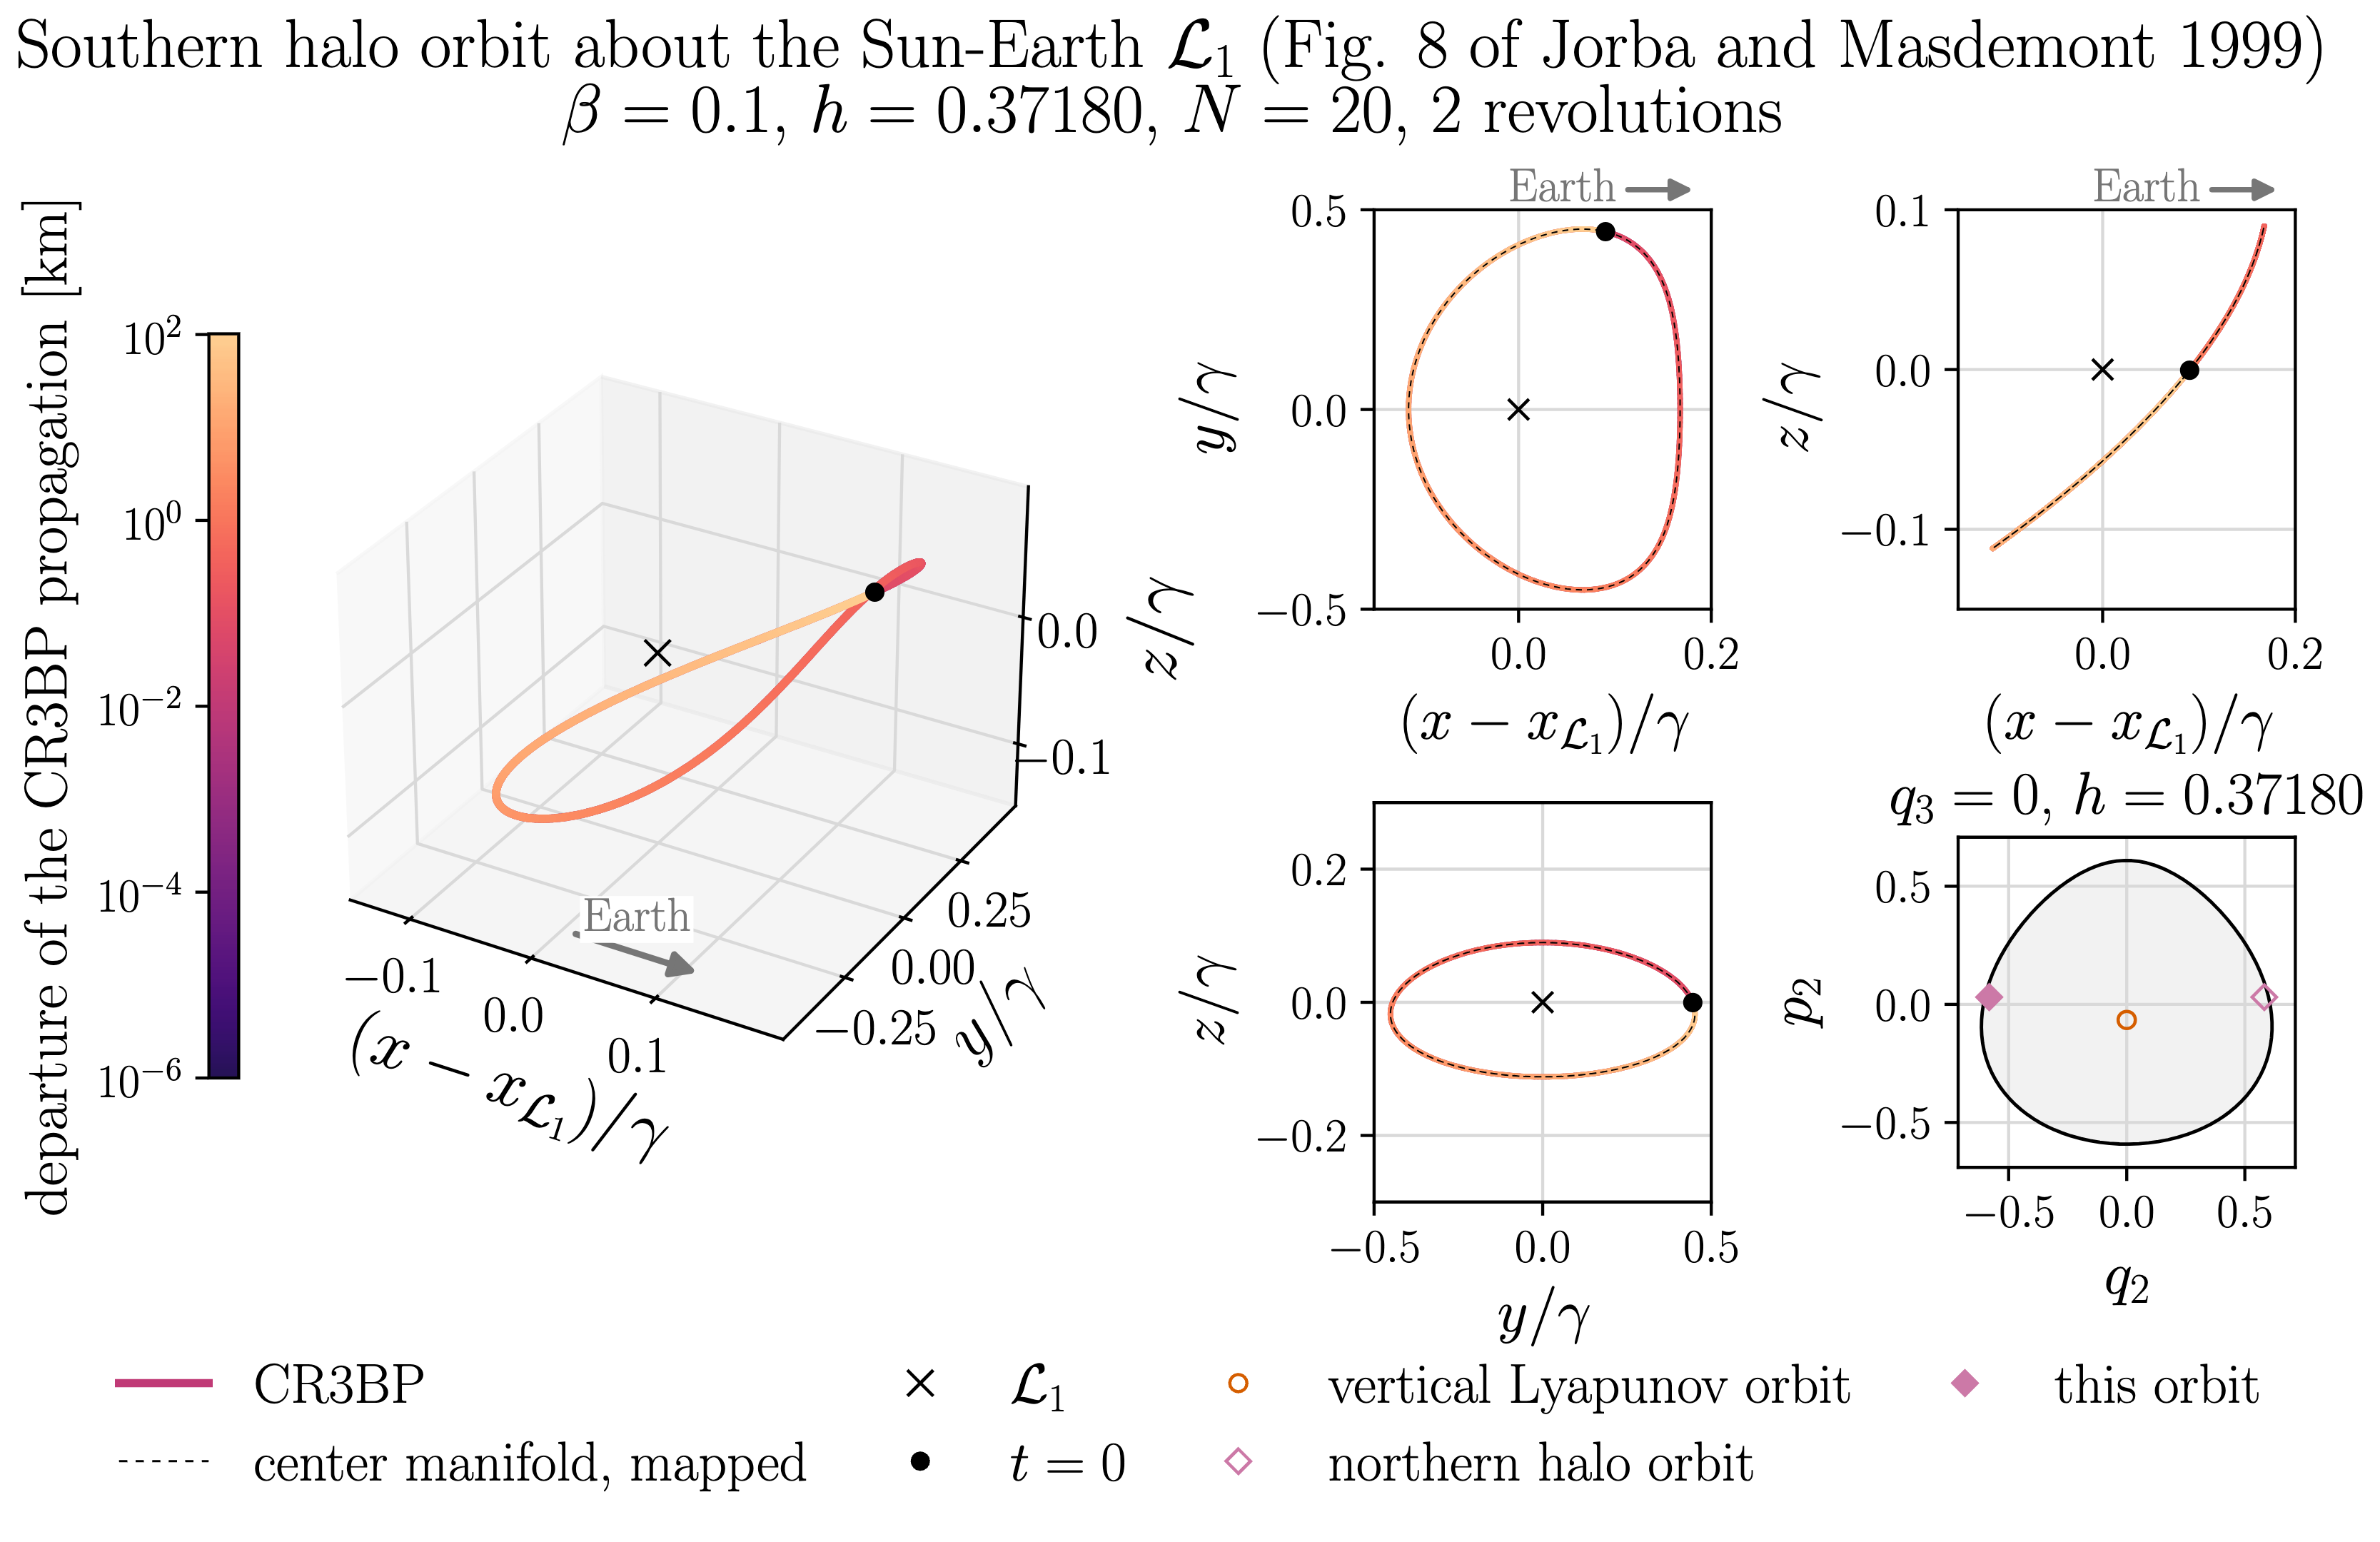 Southern halo orbit about the Sun-Earth 𝓛₁ (Fig. 8 of Jorba and Masdemont 1999)
β = 0.1, h = 0.37180, N = 20, 2 revolutions
departure of the CR3BP propagation [km]
10²
10⁰
10⁻²
10⁻⁴
10⁻⁶
Earth
−0.1
0.0
0.1
(x − x_𝓛₁)/γ
−0.25
0.00
0.25
y/γ
0.0
−0.1
z/γ
Earth
0.5
0.0
−0.5
y/γ
0.0
0.2
(x − x_𝓛₁)/γ
Earth
0.1
0.0
−0.1
z/γ
0.0
0.2
(x − x_𝓛₁)/γ
0.2
0.0
−0.2
z/γ
−0.5
0.0
0.5
y/γ
q₃ = 0, h = 0.37180
0.5
0.0
−0.5
p₂
−0.5
0.0
0.5
q₂
CR3BP
center manifold, mapped
𝓛₁
t = 0
vertical Lyapunov orbit
northern halo orbit
this orbit